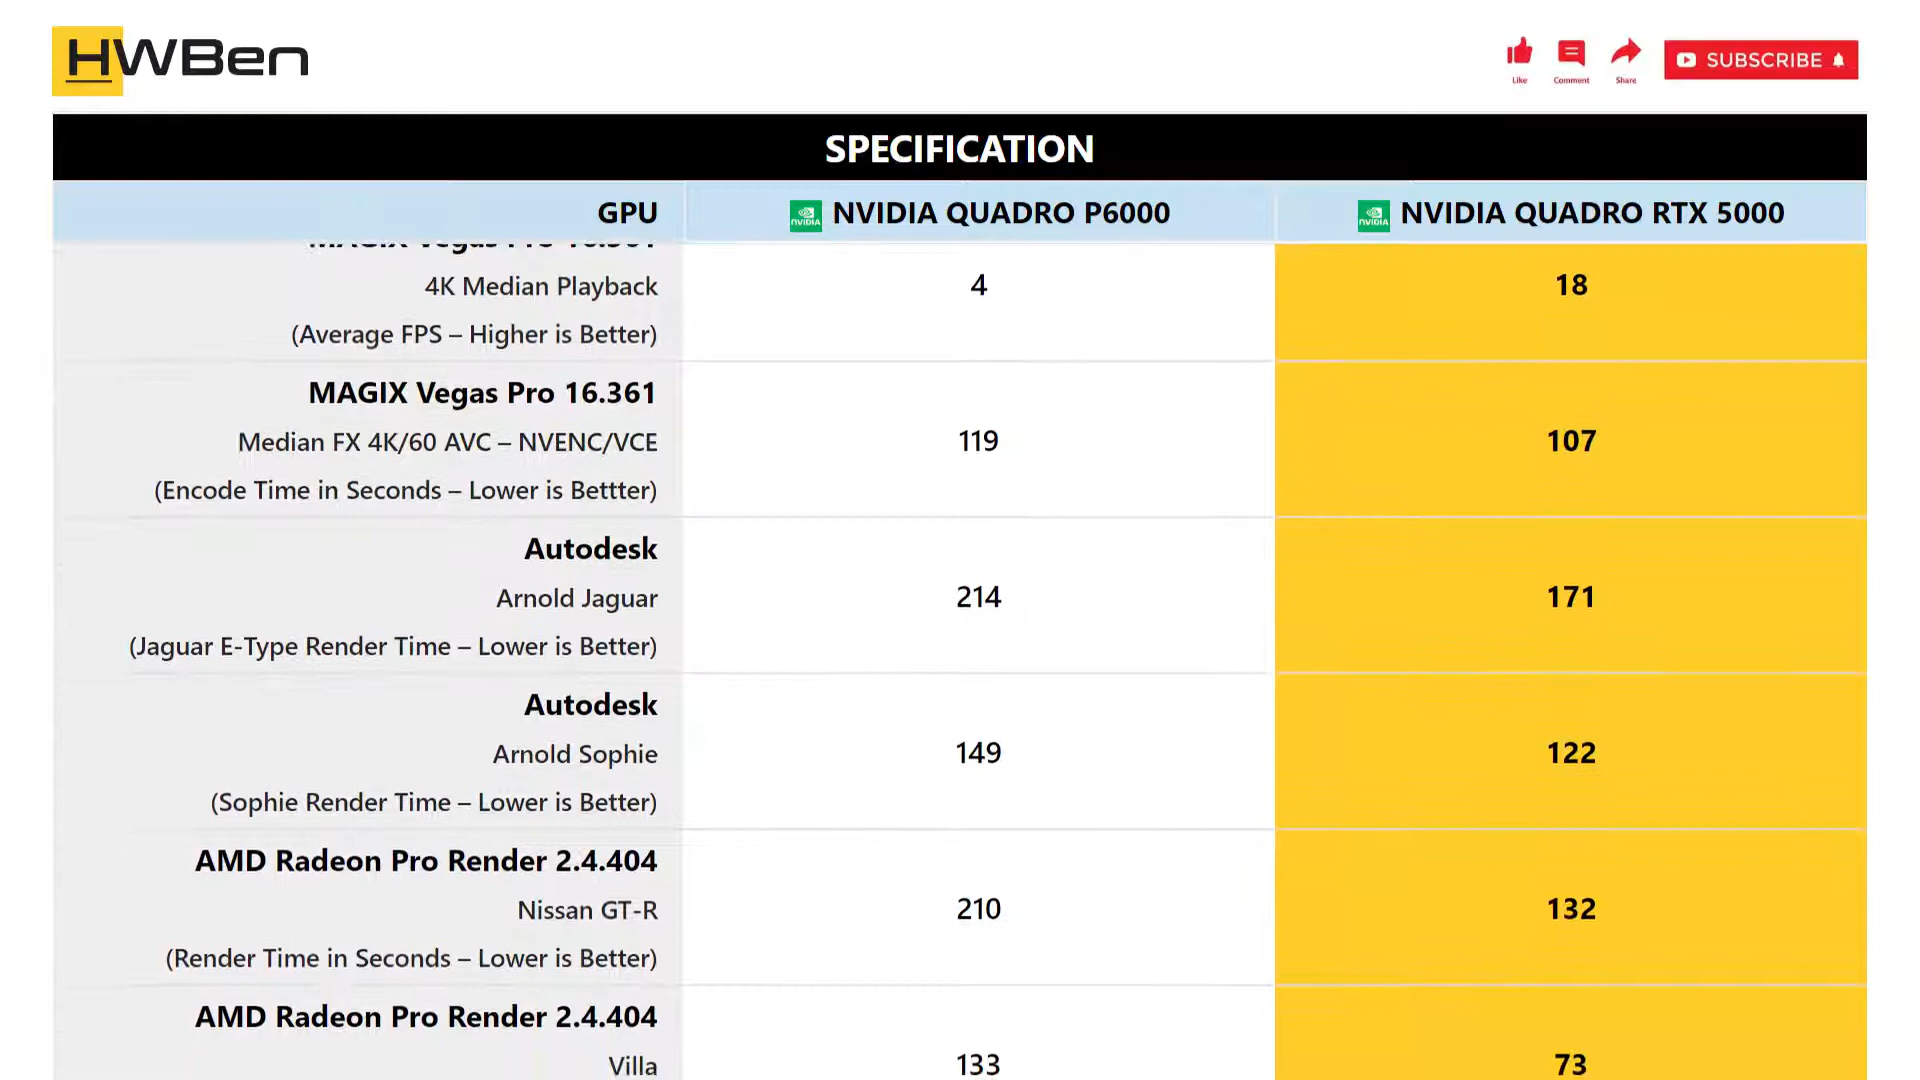 HWBen
Like
Comment
Share
SUBSCRIBE
SPECIFICATION
GPU
NVIDIA QUADRO P6000
NVIDIA QUADRO RTX 5000
MAGIX Vegas Pro 16.361
4K Median Playback
4
18
(Average FPS – Higher is Better)
MAGIX Vegas Pro 16.361
Median FX 4K/60 AVC – NVENC/VCE
119
107
(Encode Time in Seconds – Lower is Bettter)
Autodesk
Arnold Jaguar
214
171
(Jaguar E-Type Render Time – Lower is Better)
Autodesk
Arnold Sophie
149
122
(Sophie Render Time – Lower is Better)
AMD Radeon Pro Render 2.4.404
Nissan GT-R
210
132
(Render Time in Seconds – Lower is Better)
AMD Radeon Pro Render 2.4.404
Villa
133
73